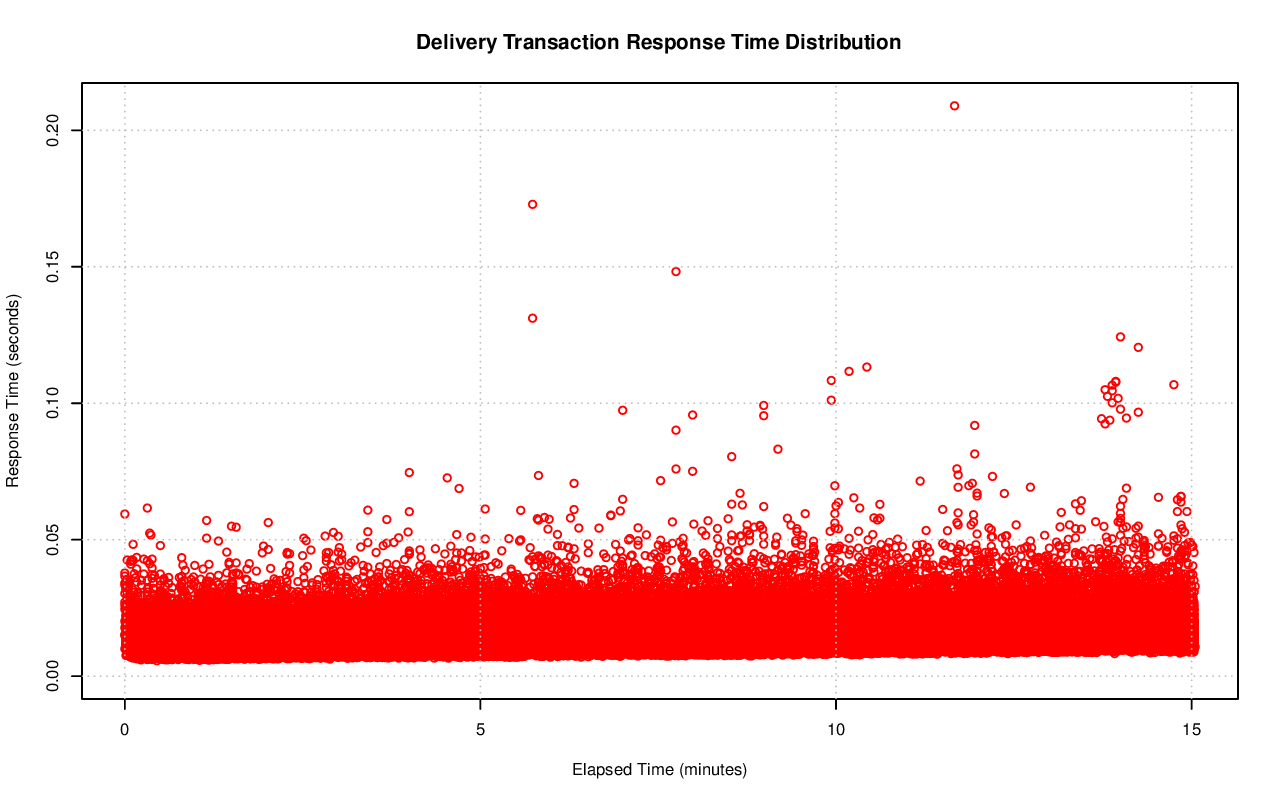 Delivery Transaction Response Time Distribution
Response Time (seconds)
0.20
0.15
0.10
0.05
0.00
0 5 10 15
Elapsed Time (minutes)